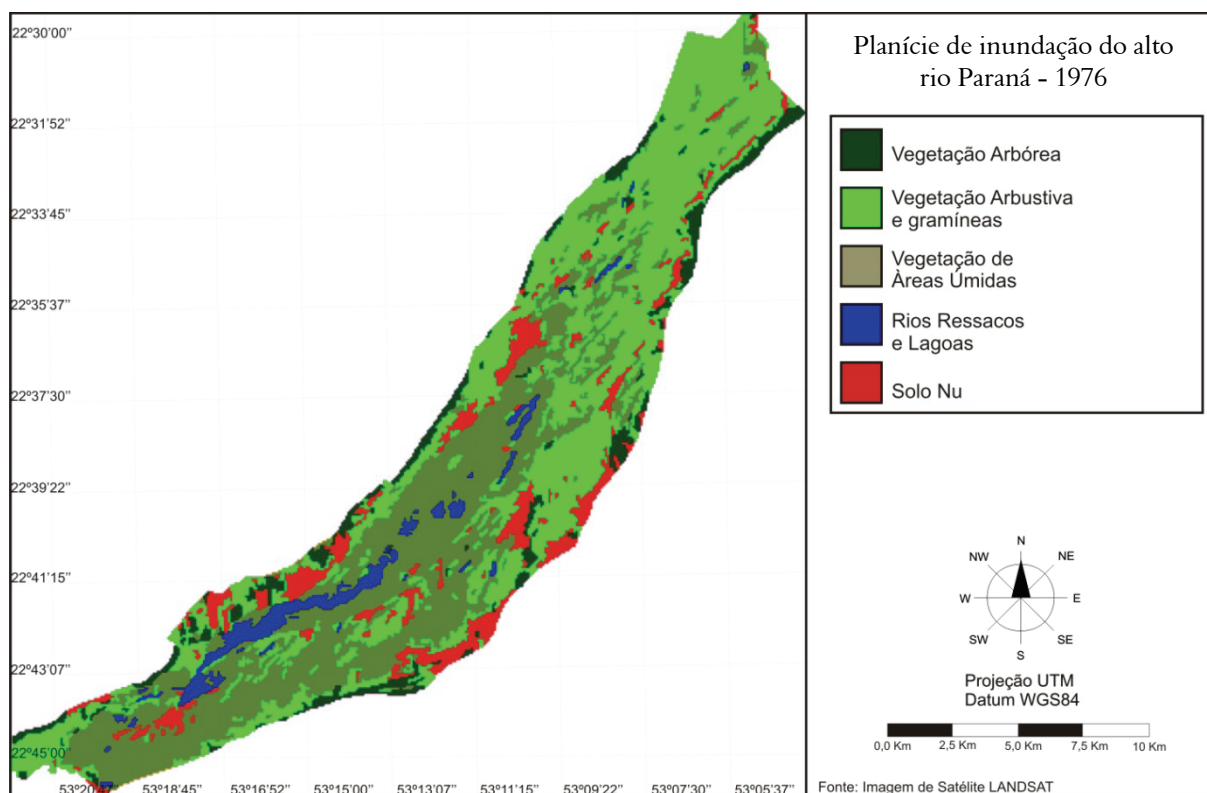 Planície de inundação do alto
rio Paraná - 1976
Vegetação Arbórea
Vegetação Arbustiva
e gramíneas
Vegetação de
Àreas Úmidas
Rios Ressacos
e Lagoas
Solo Nu
22º30'00''
22º31'52''
22º33'45''
22º35'37''
22º37'30''
22º39'22''
22º41'15''
22º43'07''
22º45'00''
53º18'45'' 53º16'52'' 53º15'00'' 53º13'07'' 53º11'15'' 53º09'22'' 53º07'30'' 53º05'37''
N
NW NE
W E
SW SE
S
Projeção UTM
Datum WGS84
0,0 Km 2,5 Km 5,0 Km 7,5 Km 10 Km
Fonte: Imagem de Satélite LANDSAT